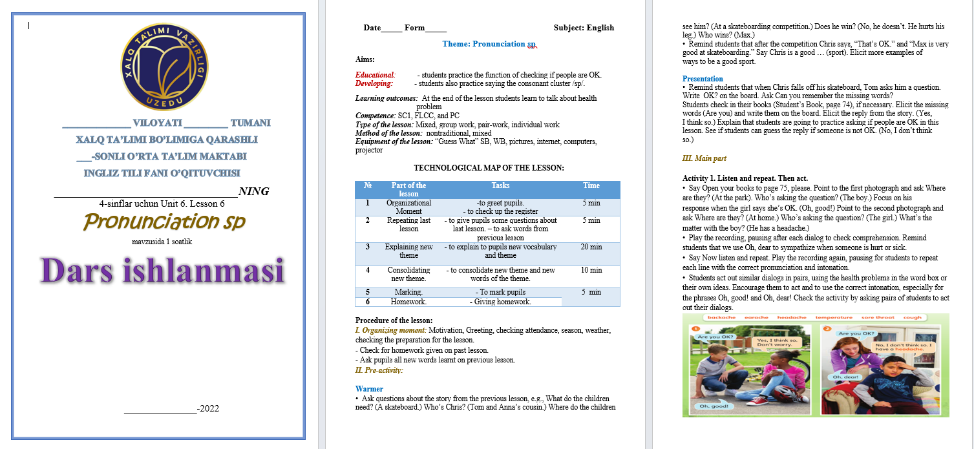 XALQ TA'LIMI VAZIRLIGI
UZEDU
____________ VILOYATI ____________ TUMANI
XALQ TA'LIMI BO'LIMIGA QARASHLI
___-SONLI O'RTA TA'LIM MAKTABI
INGLIZ TILI FANI O'QITUVCHISI
______________________________NING
4-sinflar uchun Unit 6. Lesson 6
Pronunciation sp
mavzusida 1 soatlik
Dars ishlanmasi
_______________-2022
Date_____ Form_____ Subject: English
Theme: Pronunciation sp
Aims:
Educational: - students practice the function of checking if people are OK.
Developing: - students also practice saying the consonant cluster /sp/.
Learning outcomes: At the end of the lesson students learn to talk about health
problem
Competence: SC1, FLCC, and PC
Type of the lesson: Mixed, group work, pair-work, individual work
Method of the lesson: nontraditional, mixed
Equipment of the lesson: "Guess What" SB, WB, pictures, internet, computers,
projector
TECHNOLOGICAL MAP OF THE LESSON:
№ Part of the lesson Tasks Time
1 Organizational Moment -to greet pupils. - to check up the register 5 min
2 Repeating last lesson - to give pupils some questions about last lesson. – to ask words from previous lesson 5 min
3 Explaining new theme - to explain to pupils new vocabulary and theme 20 min
4 Consolidating new theme. - to consolidate new theme and new words of the theme. 10 min
5 Marking. - To mark pupils 5 min
6 Homework. - Giving homework.
Procedure of the lesson:
I. Organizing moment: Motivation, Greeting, checking attendance, season, weather,
checking the preparation for the lesson.
- Check for homework given on past lesson.
- Ask pupils all new words learnt on previous lesson.
II. Pre-activity:
Warmer
• Ask questions about the story from the previous lesson, e.g., What do the children
need? (A skateboard.) Who's Chris? (Tom and Anna's cousin.) Where do the children
see him? (At a skateboarding competition.) Does he win? (No, he doesn't. He hurts his
leg.) Who wins? (Max.)
• Remind students that after the competition Chris says, "That's OK." and "Max is very
good at skateboarding." Say Chris is a good … (sport). Elicit more examples of
ways to be a good sport.
Presentation
• Remind students that when Chris falls off his skateboard, Tom asks him a question.
Write OK? on the board. Ask Can you remember the missing words?
Students check in their books (Student's Book, page 74), if necessary. Elicit the missing
words (Are you) and write them on the board. Elicit the reply from the story. (Yes,
I think so.) Explain that students are going to practice asking if people are OK in this
lesson. See if students can guess the reply if someone is not OK. (No, I don't think
so.)
III. Main part
Activity 1. Listen and repeat. Then act.
• Say Open your books to page 75, please. Point to the first photograph and ask Where
are they? (At the park). Who's asking the question? (The boy.) Focus on his
response when the girl says she's OK. (Oh, good!) Point to the second photograph and
ask Where are they? (At home.) Who's asking the question? (The girl.) What's the
matter with the boy? (He has a headache.)
• Play the recording, pausing after each dialog to check comprehension. Remind
students that we use Oh, dear to sympathize when someone is hurt or sick.
• Say Now listen and repeat. Play the recording again, pausing for students to repeat
each line with the correct pronunciation and intonation.
• Students act out similar dialogs in pairs, using the health problems in the word box or
their own ideas. Encourage them to act and to use the correct intonation, especially for
the phrases Oh, good! and Oh, dear! Check the activity by asking pairs of students to act
out their dialogs.
backache earache headache temperature sore throat cough
1
Are you OK?
Yes, I think so.
Don't worry.
Oh, good!
2
Are you OK?
No, I don't think so. I
have a headache.
Oh, dear!